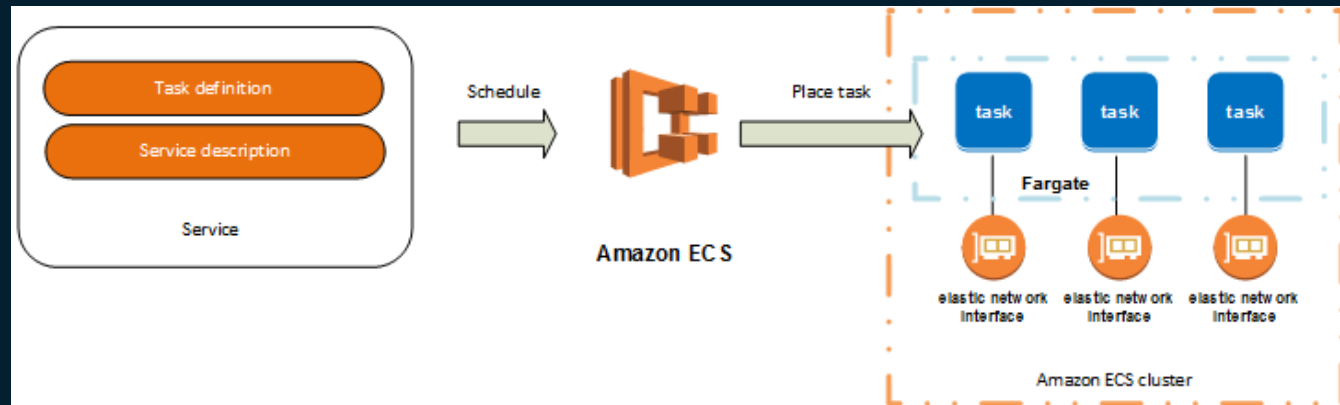 Task definition
Service description
Service
Schedule
Amazon ECS
Place task
task
task
task
Fargate
elastic network
interface
elastic network
interface
elastic network
interface
Amazon ECS cluster